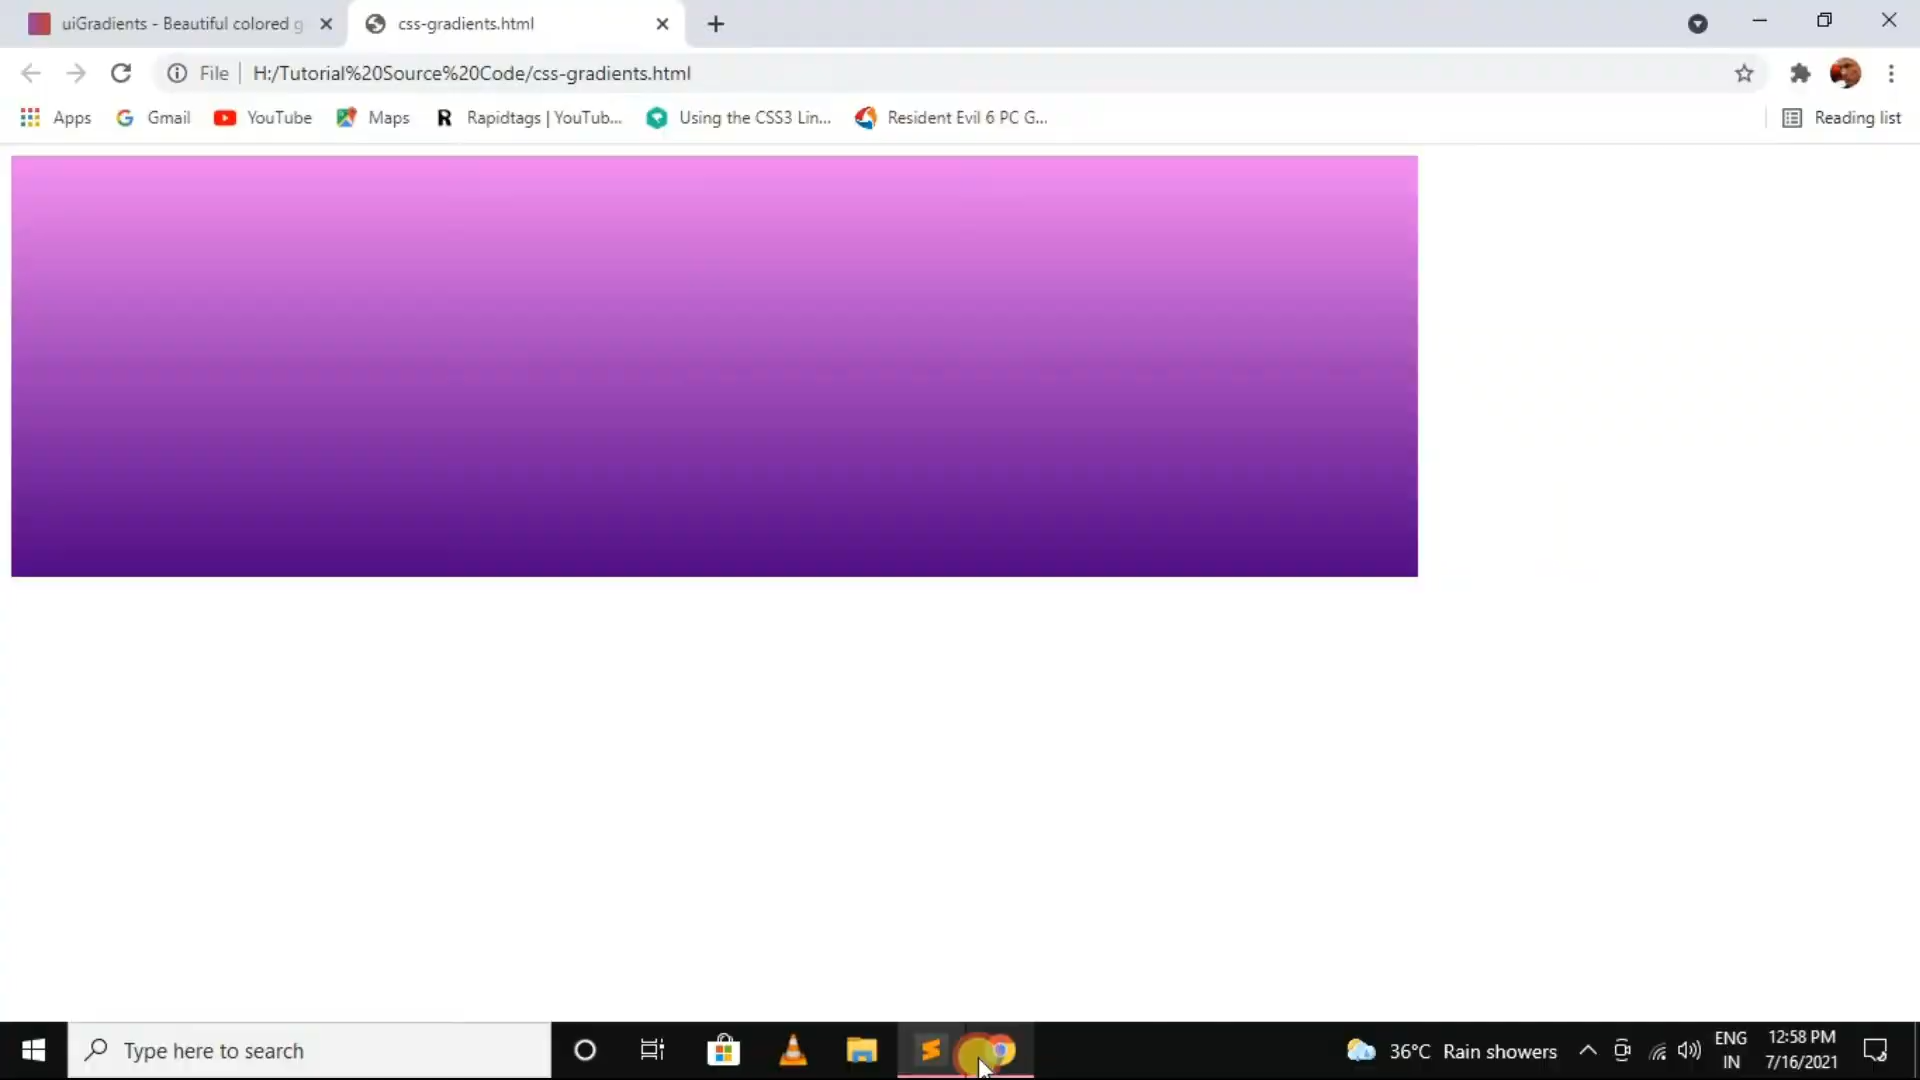 uiGradients - Beautiful colored g
css-gradients.html
File
H:/Tutorial%20Source%20Code/css-gradients.html
Apps
Gmail
YouTube
Maps
R
Rapidtags | YouTub...
Using the CSS3 Lin...
Resident Evil 6 PC G...
Reading list
Type here to search
36°C Rain showers
ENG
IN
12:58 PM
7/16/2021